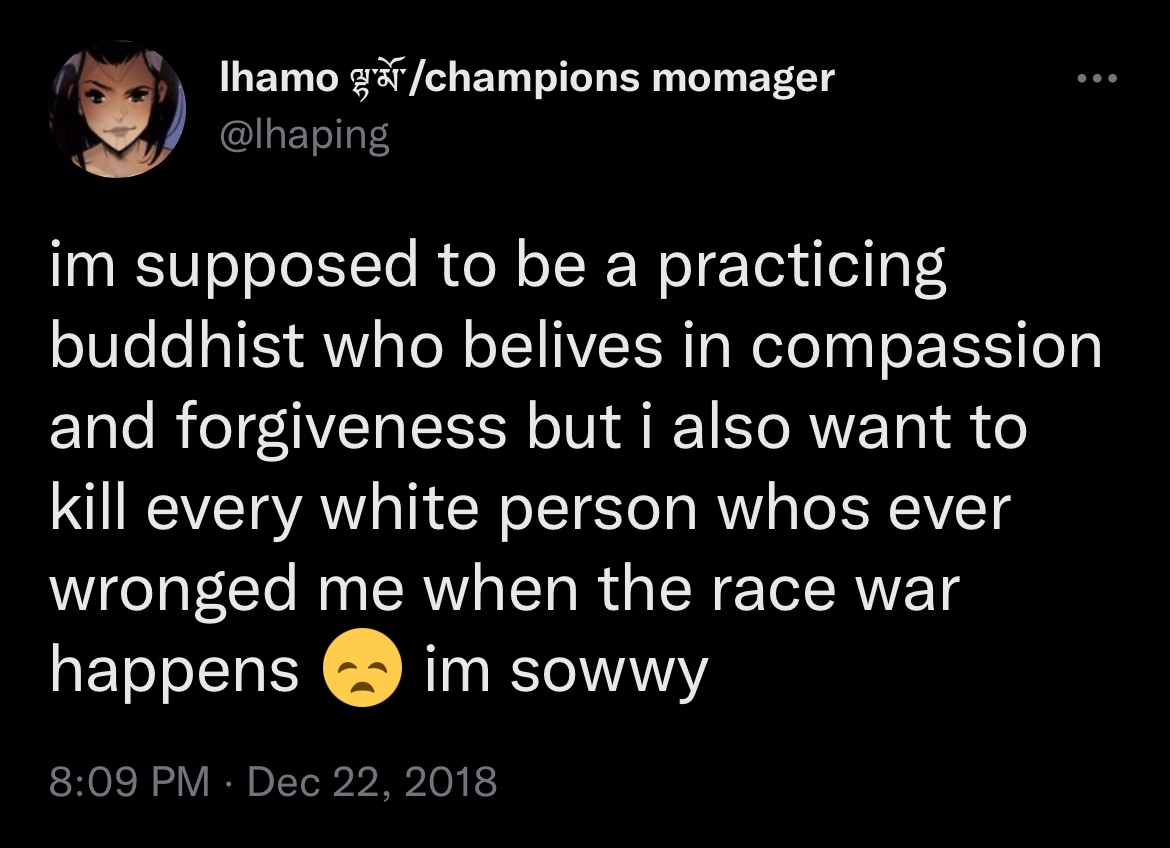 lhamo ལྷ་མོ་/champions momager
@lhaping
im supposed to be a practicing
buddhist who belives in compassion
and forgiveness but i also want to
kill every white person whos ever
wronged me when the race war
happens 😞 im sowwy
8:09 PM · Dec 22, 2018